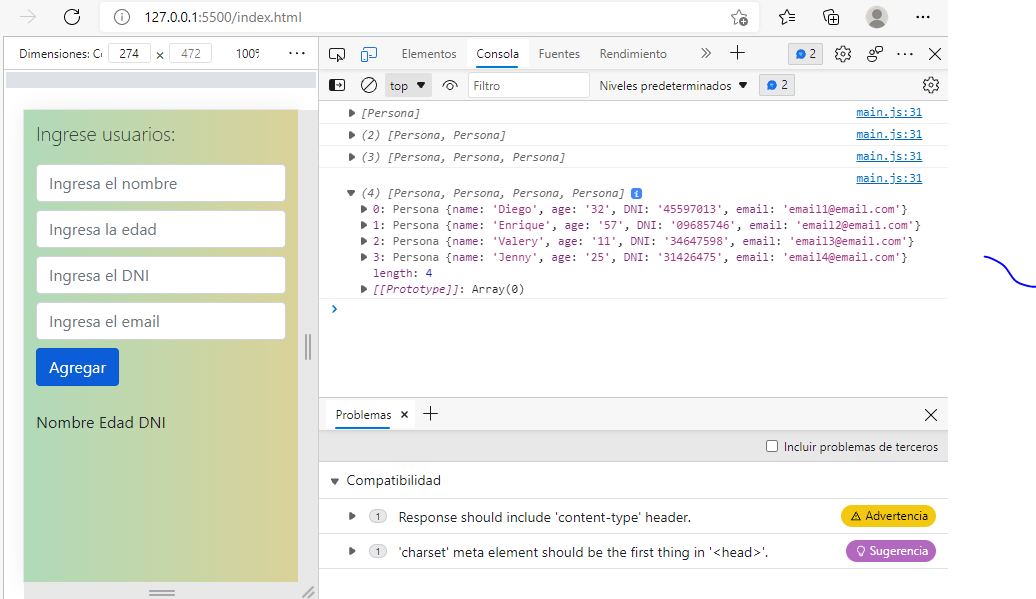 127.0.0.1:5500/index.html
Dimensiones: Co 274 × 472 100%
Elementos Consola Fuentes Rendimiento 2
top Filtro Niveles predeterminados 2
Ingrese usuarios:
Ingresa el nombre
Ingresa la edad
Ingresa el DNI
Ingresa el email
Agregar
Nombre Edad DNI
[Persona] main.js:31
(2) [Persona, Persona] main.js:31
(3) [Persona, Persona, Persona] main.js:31
main.js:31
(4) [Persona, Persona, Persona, Persona] i
0: Persona {name: 'Diego', age: '32', DNI: '45597013', email: 'email1@email.com'}
1: Persona {name: 'Enrique', age: '57', DNI: '09685746', email: 'email2@email.com'}
2: Persona {name: 'Valery', age: '11', DNI: '34647598', email: 'email3@email.com'}
3: Persona {name: 'Jenny', age: '25', DNI: '31426475', email: 'email4@email.com'}
length: 4
[[Prototype]]: Array(0)
Problemas
Incluir problemas de terceros
Compatibilidad
1 Response should include 'content-type' header. Advertencia
1 'charset' meta element should be the first thing in '<head>'. Sugerencia